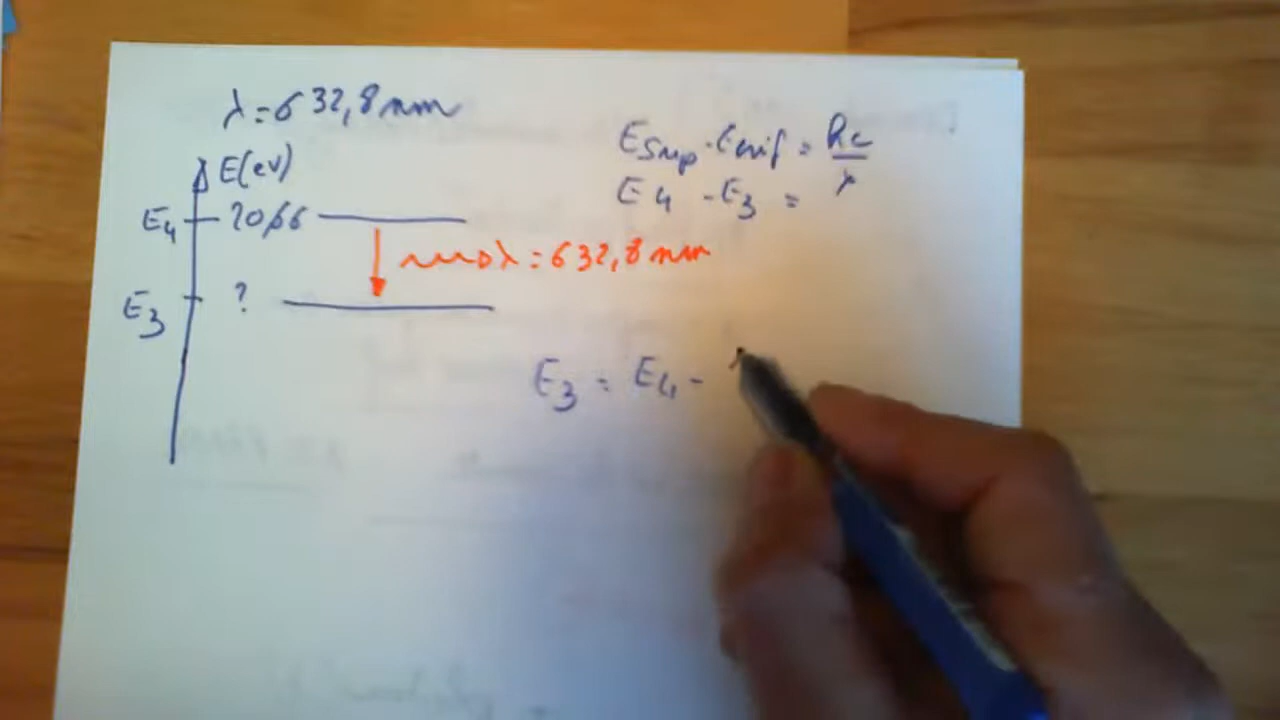 λ = 632,8 nm
E(eV)
Esup - Einf = hc/λ
E4 - E3 =
E4 20,66
λ = 632,8 nm
E3 ?
E3 = E4 -